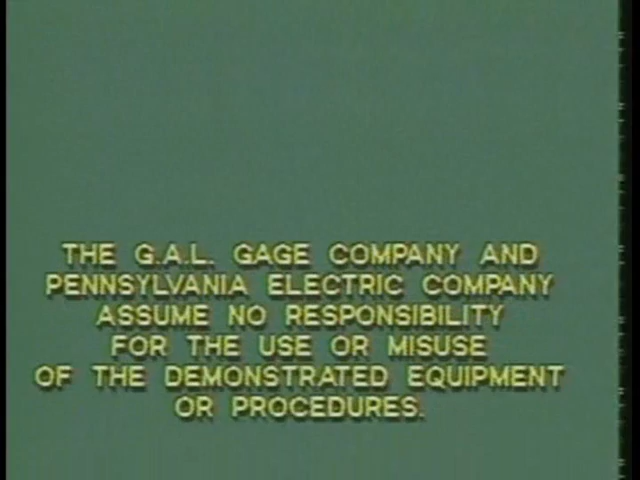 THE G.A.L. GAGE COMPANY AND
PENNSYLVANIA ELECTRIC COMPANY
ASSUME NO RESPONSIBILITY
FOR THE USE OR MISUSE
OF THE DEMONSTRATED EQUIPMENT
OR PROCEDURES.